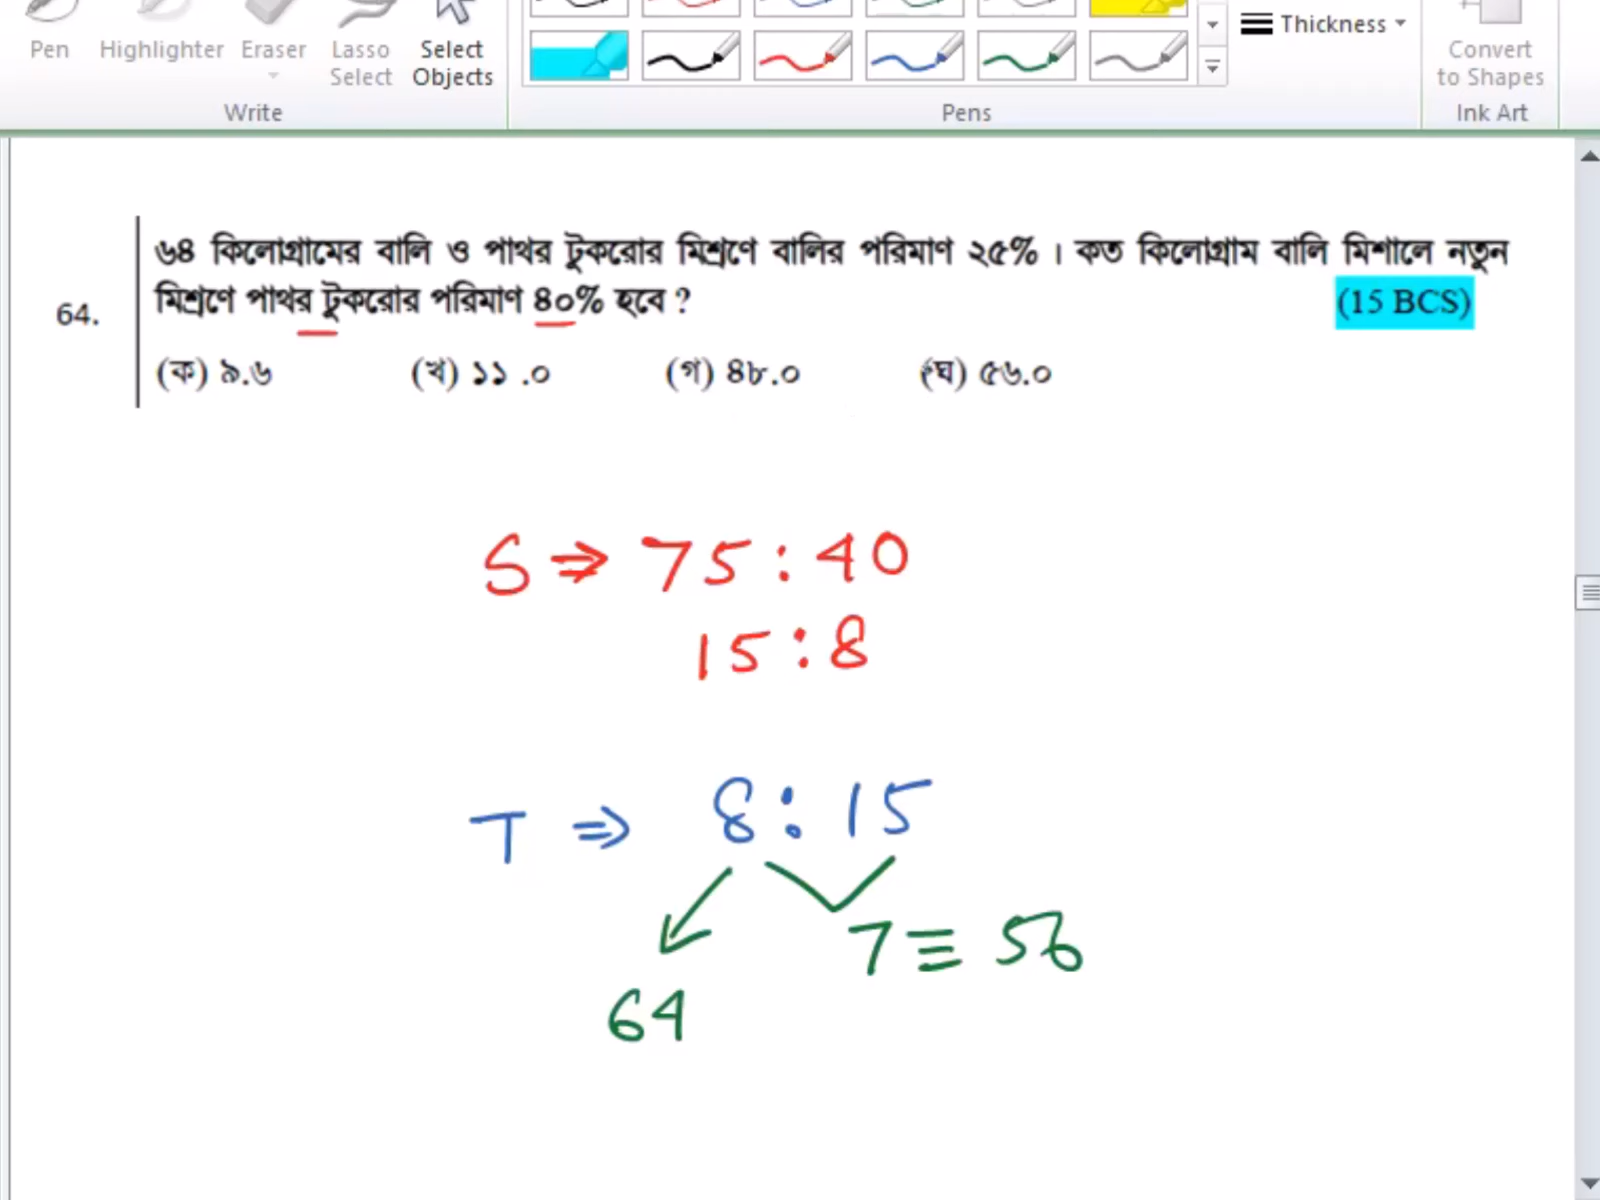 Pen Highlighter Eraser Lasso Select Select Objects Thickness Convert to Shapes
Write Pens Ink Art
64.
৬৪ কিলোগ্রামের বালি ও পাথর টুকরোর মিশ্রণে বালির পরিমাণ ২৫% । কত কিলোগ্রাম বালি মিশালে নতুন
মিশ্রণে পাথর টুকরোর পরিমাণ ৪০% হবে ? (15 BCS)
(ক) ৯.৬ (খ) ১১ .০ (গ) ৪৮.০ (ঘ) ৫৬.০
S ⇒ 75 : 40
15 : 8
T ⇒ 8 : 15
7 ≡ 56
64